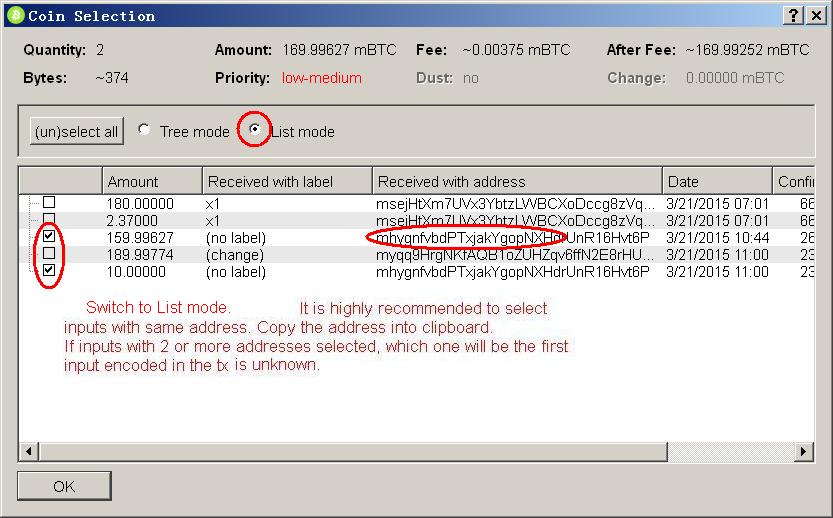 Coin Selection
Quantity: 2 Amount: 169.99627 mBTC Fee: ~0.00375 mBTC After Fee: ~169.99252 mBTC
Bytes: ~374 Priority: low-medium Dust: no Change: 0.00000 mBTC
(un)select all Tree mode List mode
Amount Received with label Received with address Date Confir
180.00000 x1 msejHtXm7UVx3YbtzLWBCXoDccg8zVq... 3/21/2015 07:01 66
2.37000 x1 msejHtXm7UVx3YbtzLWBCXoDccg8zVq... 3/21/2015 07:01 66
159.99627 (no label) mhygnfvbdPTxjakYgopNXHdrUnR16Hvt6P 3/21/2015 10:44 26
189.99774 (change) myqq9HrgNKfAQB1oZUHZqv6ffN2E8rHU... 3/21/2015 11:00 23
10.00000 (no label) mhygnfvbdPTxjakYgopNXHdrUnR16Hvt6P 3/21/2015 11:00 23
Switch to List mode. It is highly recommended to select
inputs with same address. Copy the address into clipboard.
If inputs with 2 or more addresses selected, which one will be the first
input encoded in the tx is unknown.
OK